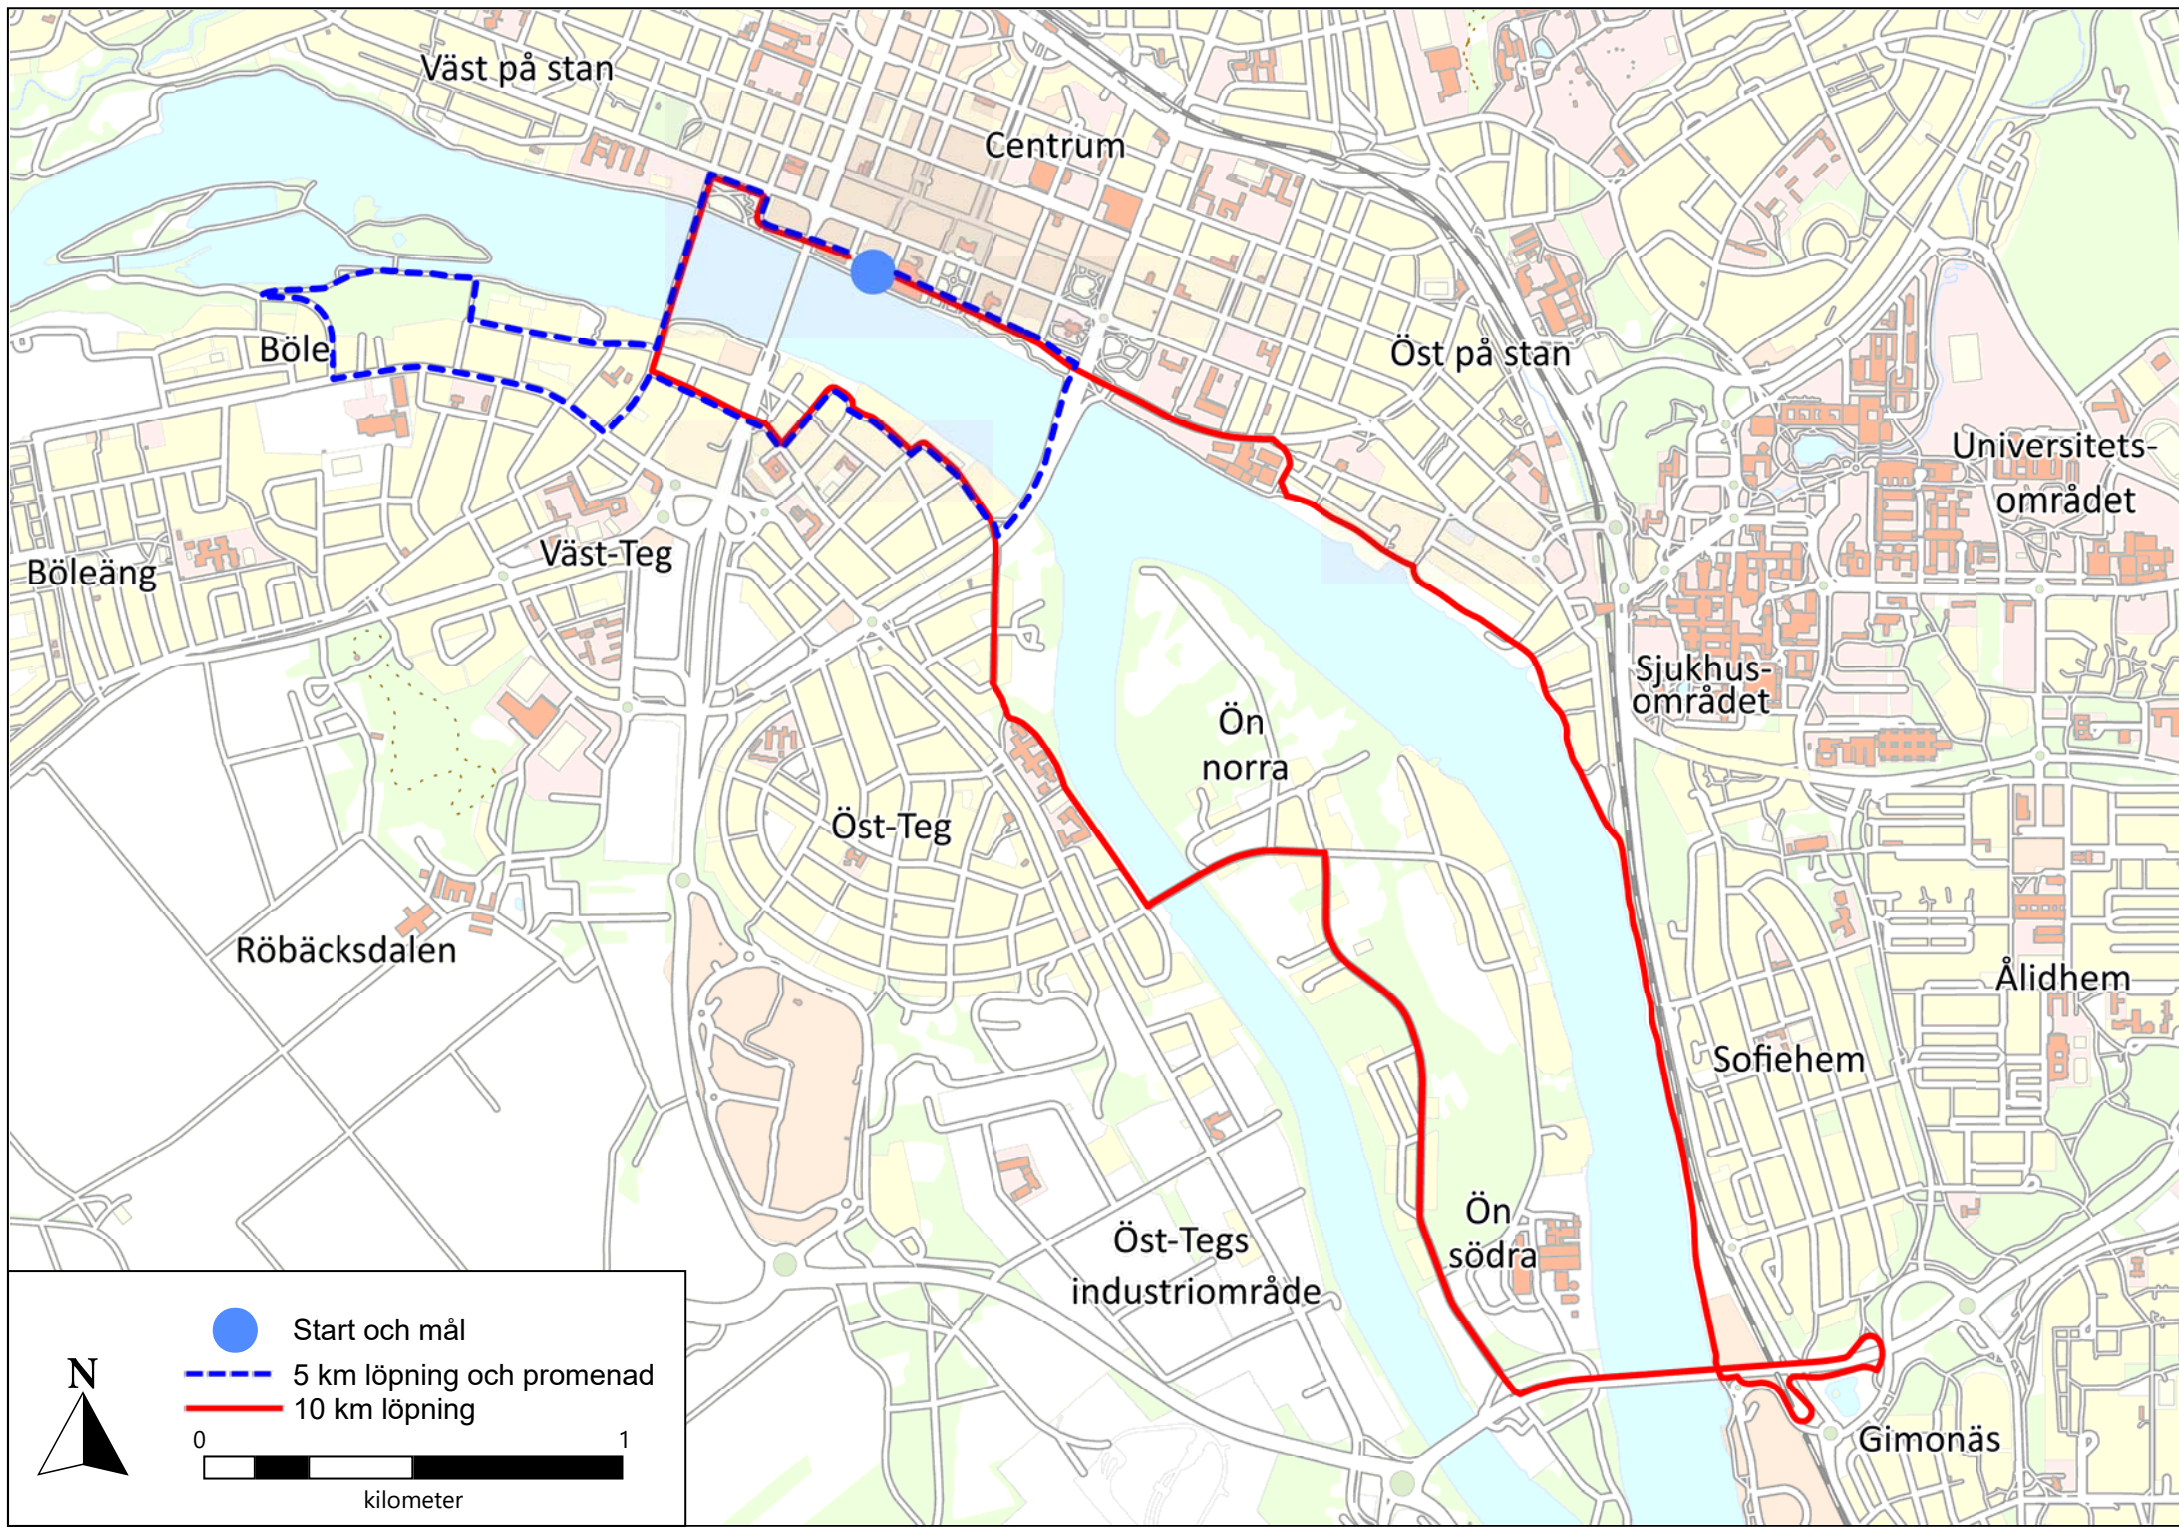 Väst på stan
Centrum
Öst på stan
Böle
Universitets-
området
Väst-Teg
Böleäng
Sjukhus-
området
Ön
norra
Öst-Teg
Röbäcksdalen
Ålidhem
Sofiehem
Ön
södra
Öst-Tegs
industriområde
Gimonäs
Start och mål
5 km löpning och promenad
10 km löpning
N
0 1
kilometer